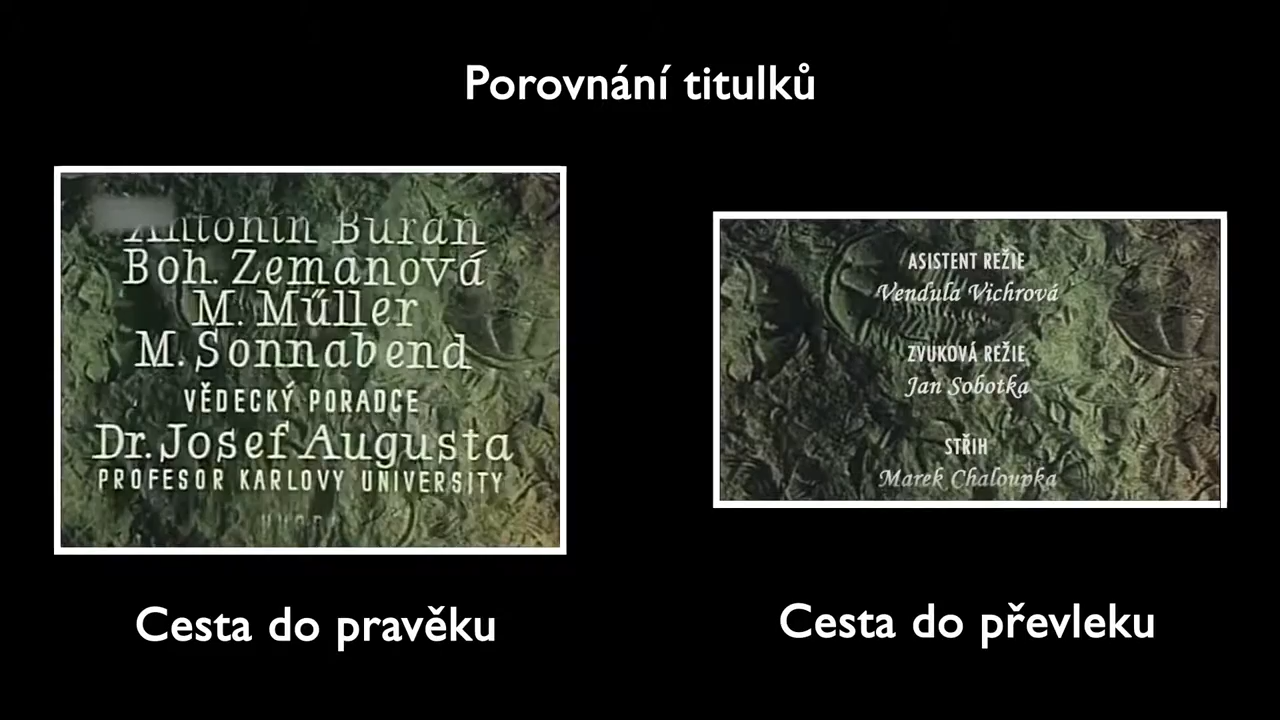 Porovnání titulků
Antonín Buraň
Boh. Zemanová
M. Műller
M. Sonnabend
VĚDECKÝ PORADCE
Dr. Josef Augusta
PROFESOR KARLOVY UNIVERSITY
Cesta do pravěku
ASISTENT REŽIE
Vendula Vichrová
ZVUKOVÁ REŽIE
Jan Sobotka
STŘIH
Marek Chaloupka
Cesta do převleku